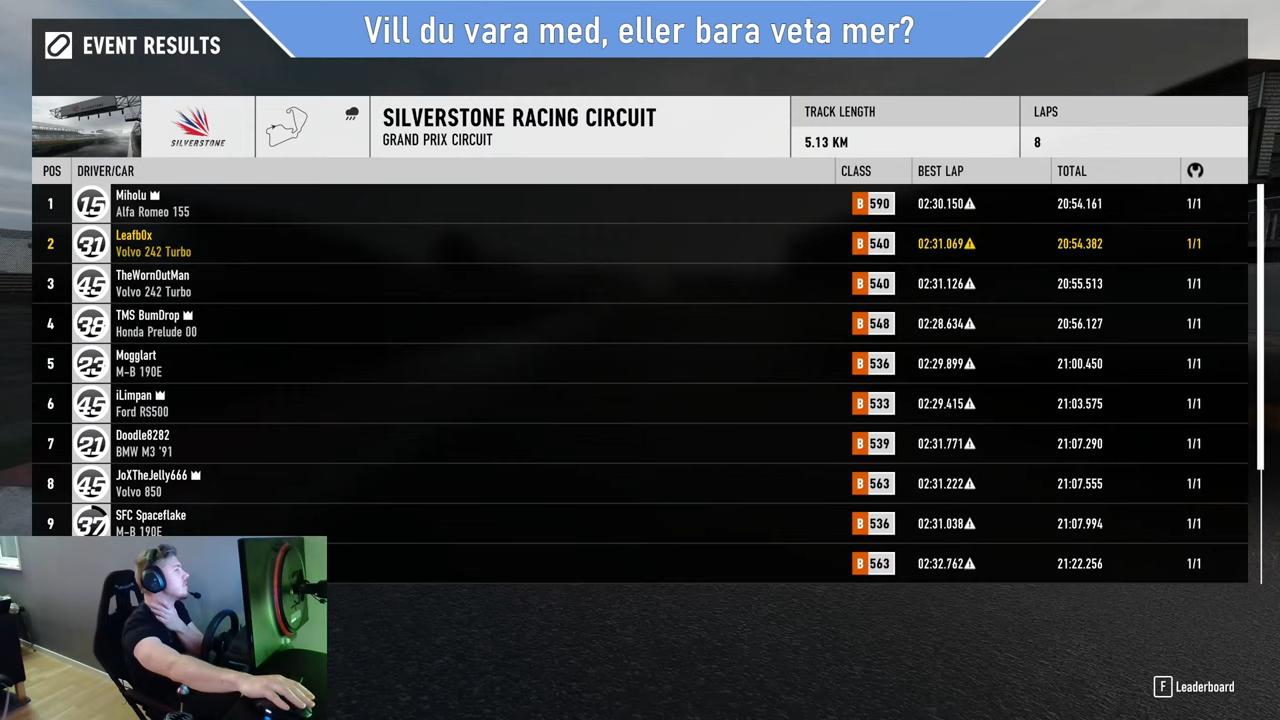 Vill du vara med, eller bara veta mer?
EVENT RESULTS
SILVERSTONE
SILVERSTONE RACING CIRCUIT
GRAND PRIX CIRCUIT
TRACK LENGTH
5.13 KM
LAPS
8
POS DRIVER/CAR CLASS BEST LAP TOTAL
1 15 Miholu B 590 02:30.150 20:54.161 1/1
Alfa Romeo 155
2 31 Leafb0x B 540 02:31.069 20:54.382 1/1
Volvo 242 Turbo
3 45 TheWornOutMan B 540 02:31.126 20:55.513 1/1
Volvo 242 Turbo
4 38 TMS BumDrop B 548 02:28.634 20:56.127 1/1
Honda Prelude 00
5 23 Mogglart B 536 02:29.899 21:00.450 1/1
M-B 190E
6 45 iLimpan B 533 02:29.415 21:03.575 1/1
Ford RS500
7 21 Doodle8282 B 539 02:31.771 21:07.290 1/1
BMW M3 '91
8 45 JoXTheJelly666 B 563 02:31.222 21:07.555 1/1
Volvo 850
9 37 SFC Spaceflake B 536 02:31.038 21:07.994 1/1
M-B 190E
B 563 02:32.762 21:22.256 1/1
F Leaderboard